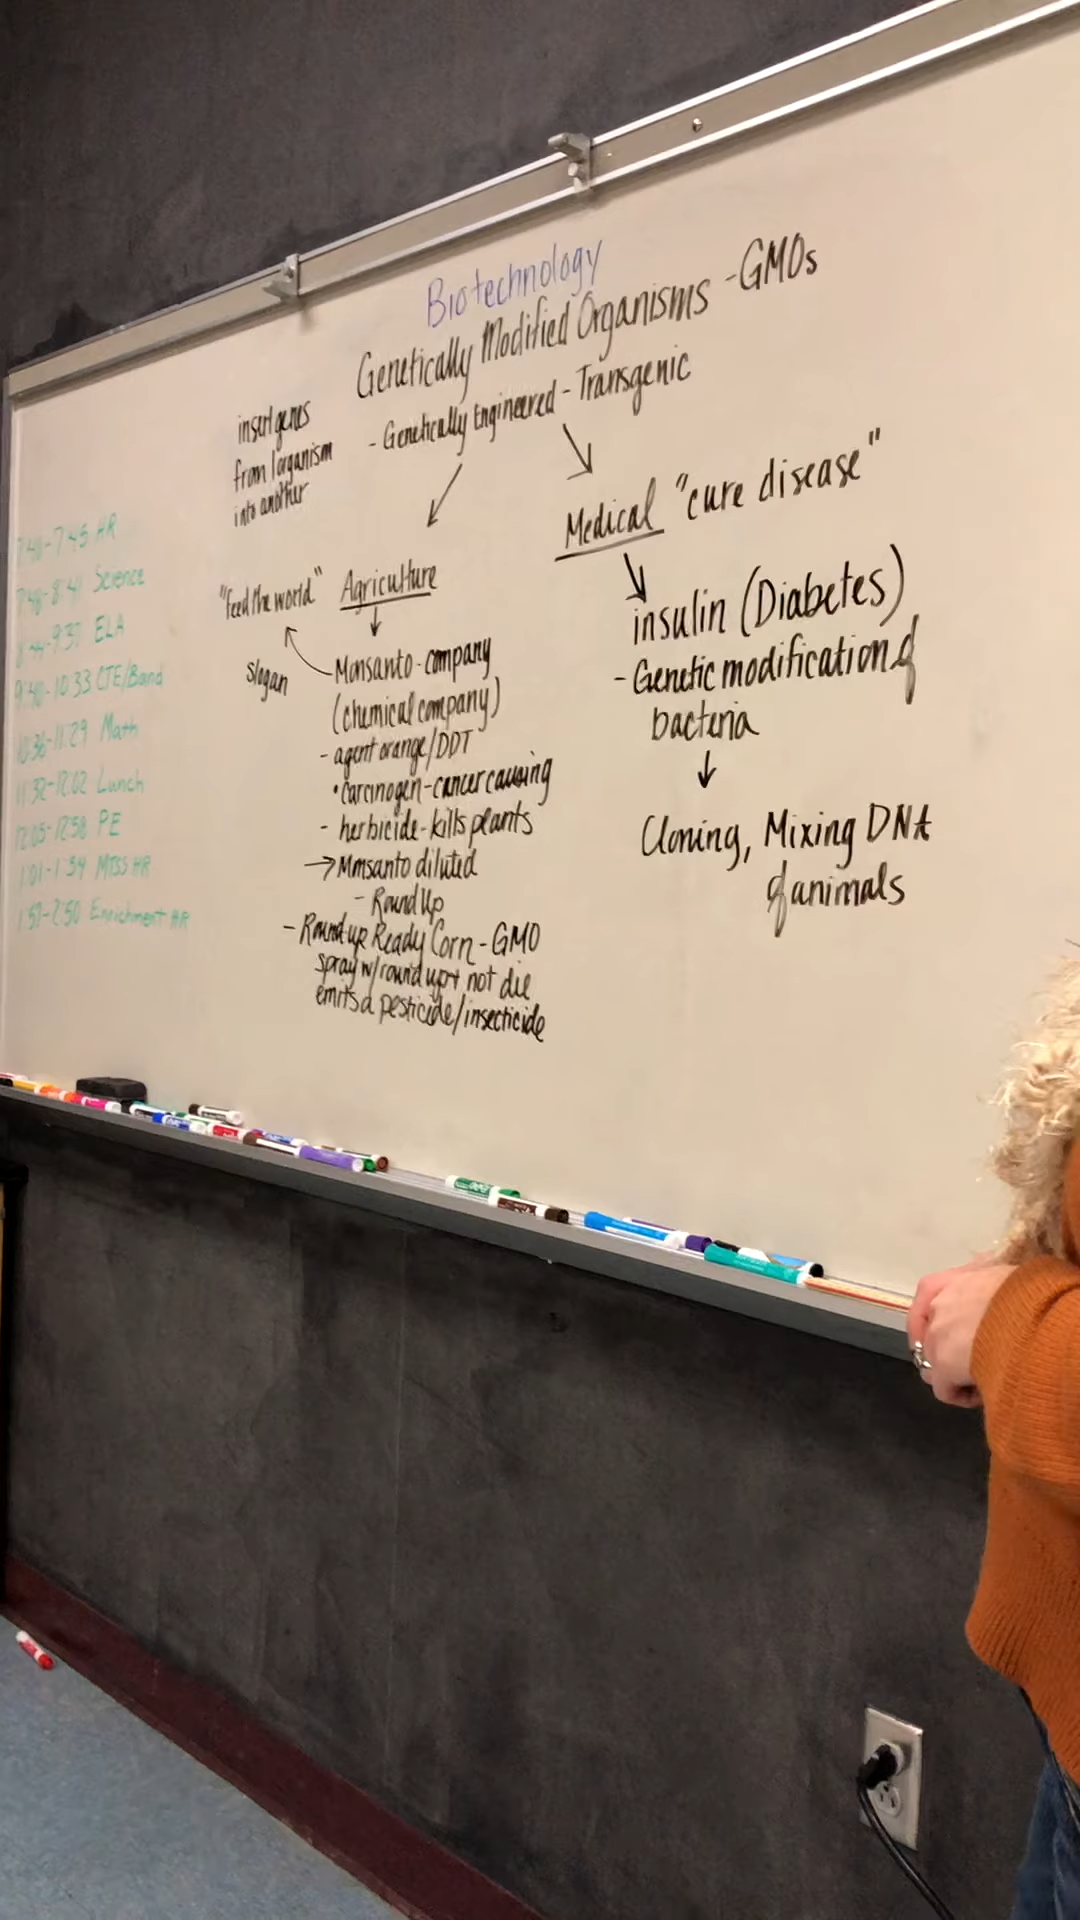 Biotechnology
Genetically Modified Organisms - GMOs
- Genetically Engineered - Transgenic
insert genes
from 1 organism
into another
7:40-7:45 HR
7:48-8:41 Science
8:44-9:37 ELA
9:40-10:33 CTE/Band
10:36-11:29 Math
11:32-12:02 Lunch
12:05-12:58 PE
1:01-1:54 MTSS HR
1:57-2:50 Enrichment HR
"feed the world"
slogan
Agriculture
Monsanto - company
(chemical company)
- agent orange/DDT
• carcinogen - cancer causing
- herbicide - kills plants
→ Monsanto diluted
- Round Up
- Round up Ready Corn - GMO
spray w/ round up + not die
emits a pesticide/insecticide
Medical "cure disease"
insulin (Diabetes)
- Genetic modification of
bacteria
Cloning, Mixing DNA
of animals